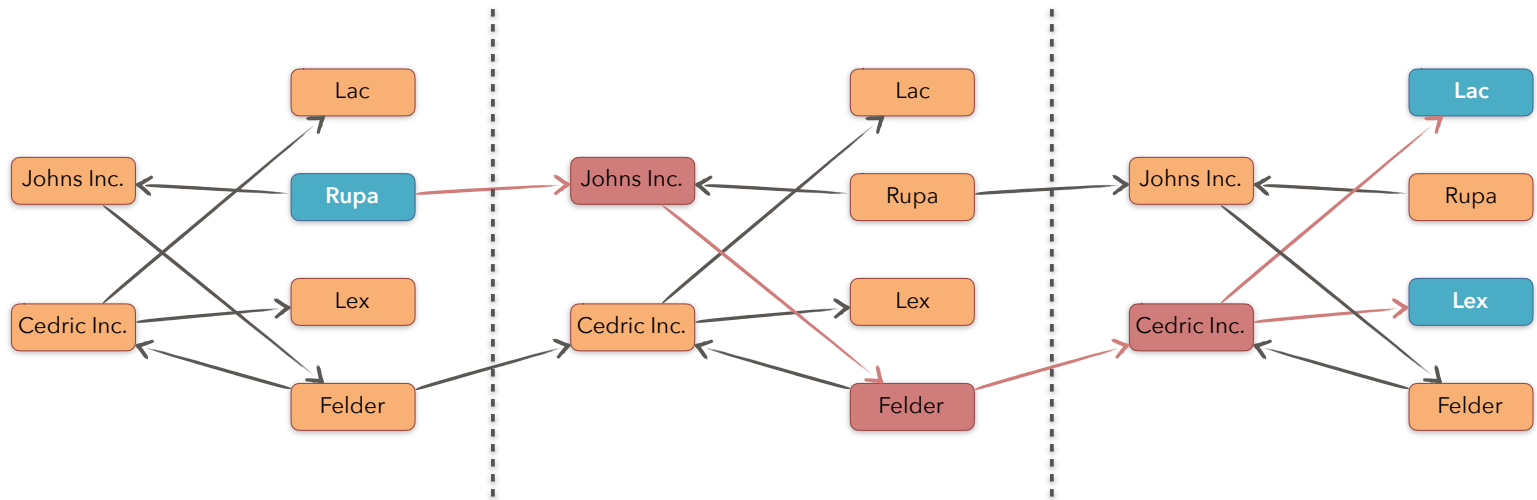 Lac
Johns Inc.
Rupa
Lex
Cedric Inc.
Felder
Lac
Johns Inc.
Rupa
Lex
Cedric Inc.
Felder
Lac
Johns Inc.
Rupa
Lex
Cedric Inc.
Felder